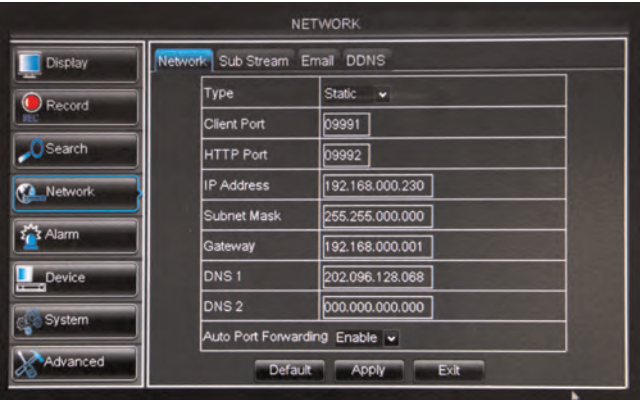 NETWORK
Display
Record
REC
Search
Network
Alarm
Device
System
Advanced
Network Sub Stream Email DDNS
Type Static
Client Port 09991
HTTP Port 09992
IP Address 192.168.000.230
Subnet Mask 255.255.000.000
Gateway 192.168.000.001
DNS 1 202.096.128.068
DNS 2 000.000.000.000
Auto Port Forwarding Enable
Default Apply Exit